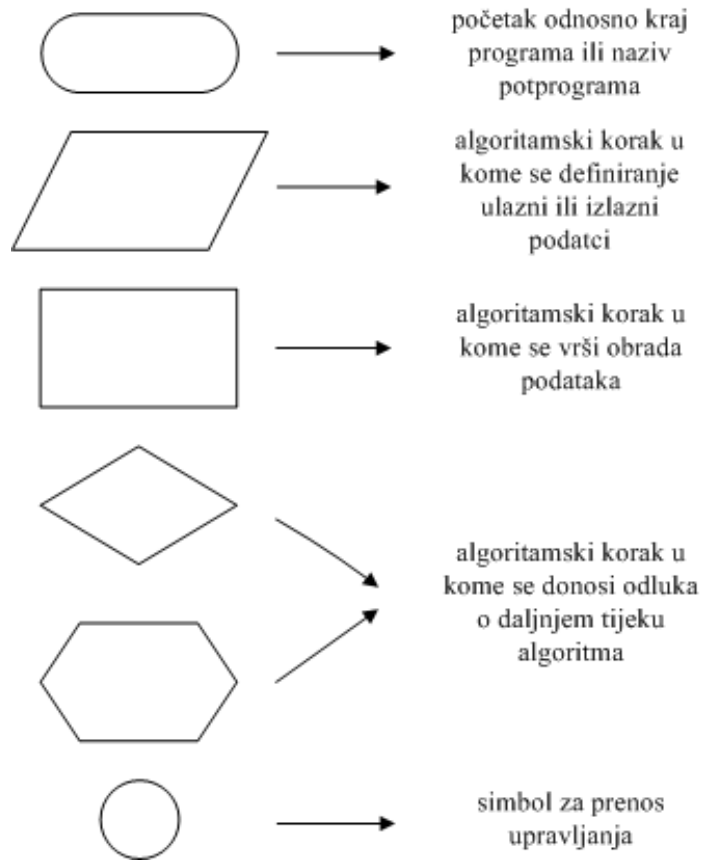 početak odnosno kraj
programa ili naziv
potprograma
algoritamski korak u
kome se definiranje
ulazni ili izlazni
podatci
algoritamski korak u
kome se vrši obrada
podataka
algoritamski korak u
kome se donosi odluka
o daljnjem tijeku
algoritma
simbol za prenos
upravljanja